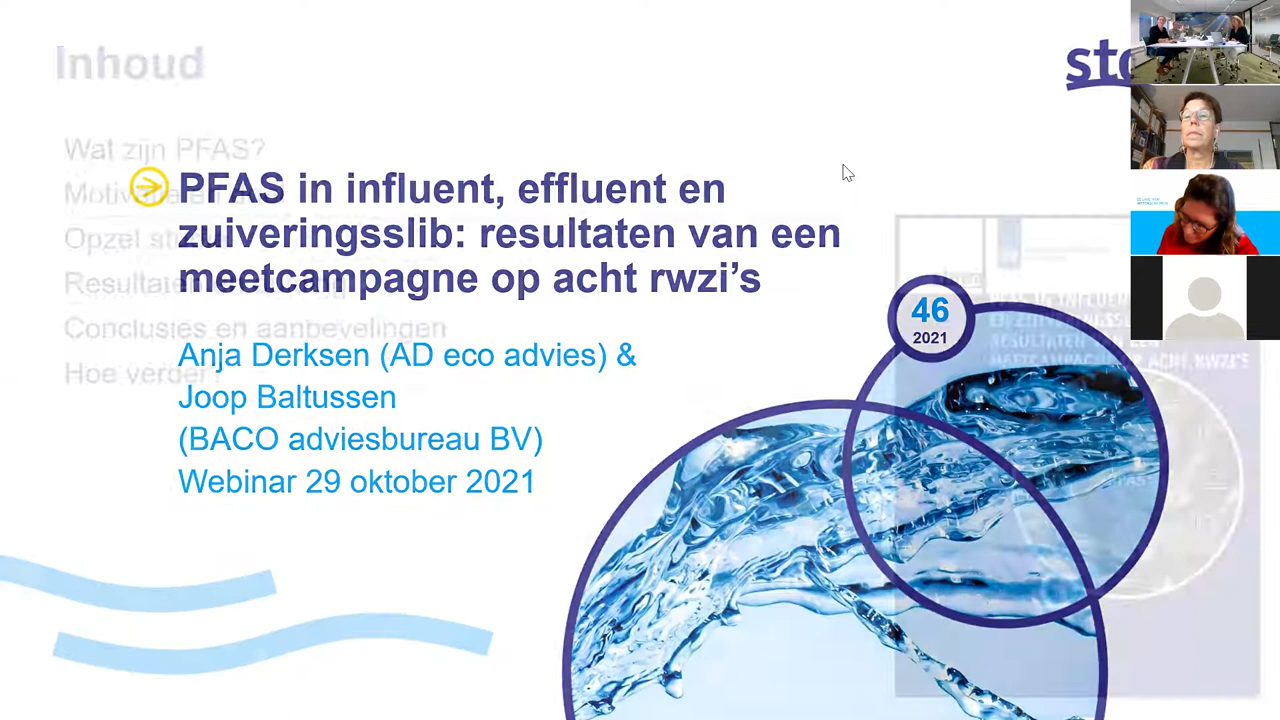 Inhoud
sto
Wat zijn PFAS?
PFAS in influent, effluent en
zuiveringsslib: resultaten van een
meetcampagne op acht rwzi's
Conclusies en aanbevelingen
Hoe verder?
Anja Derksen (AD eco advies) &
Joop Baltussen
(BACO adviesbureau BV)
Webinar 29 oktober 2021
46
2021